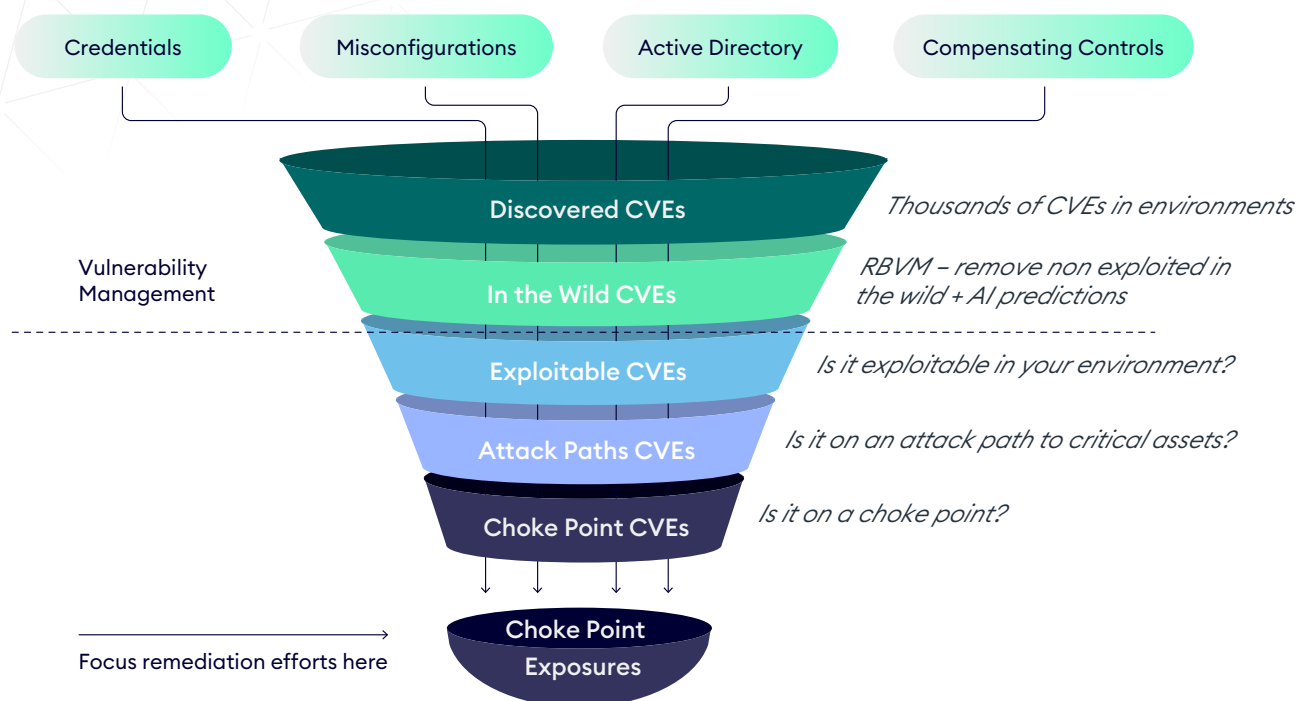 Credentials
Misconfigurations
Active Directory
Compensating Controls
Discovered CVEs
Thousands of CVEs in environments
Vulnerability
Management
In the Wild CVEs
RBVM – remove non exploited in
the wild + AI predictions
Exploitable CVEs
Is it exploitable in your environment?
Attack Paths CVEs
Is it on an attack path to critical assets?
Choke Point CVEs
Is it on a choke point?
Focus remediation efforts here
Choke Point
Exposures